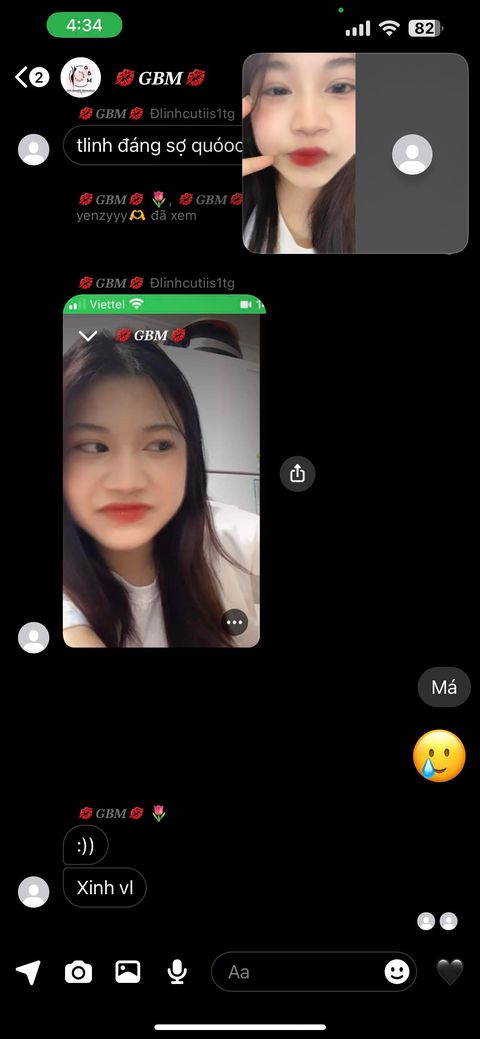 4:34
82
2
GBM
GBM Đlinhcutiis1tg
tlinh đáng sợ quóoc
GBM , GBM
yenzyyy đã xem
GBM Đlinhcutiis1tg
Viettel
GBM
Má
GBM
:))
Xinh vl
Aa